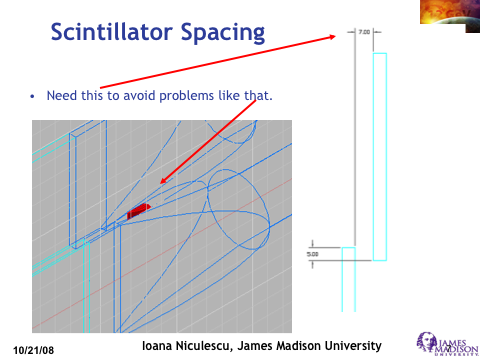 Scintillator Spacing
7.00
• Need this to avoid problems like that.
5.00
10/21/08
Ioana Niculescu, James Madison University
JAMES
MADISON
UNIVERSITY